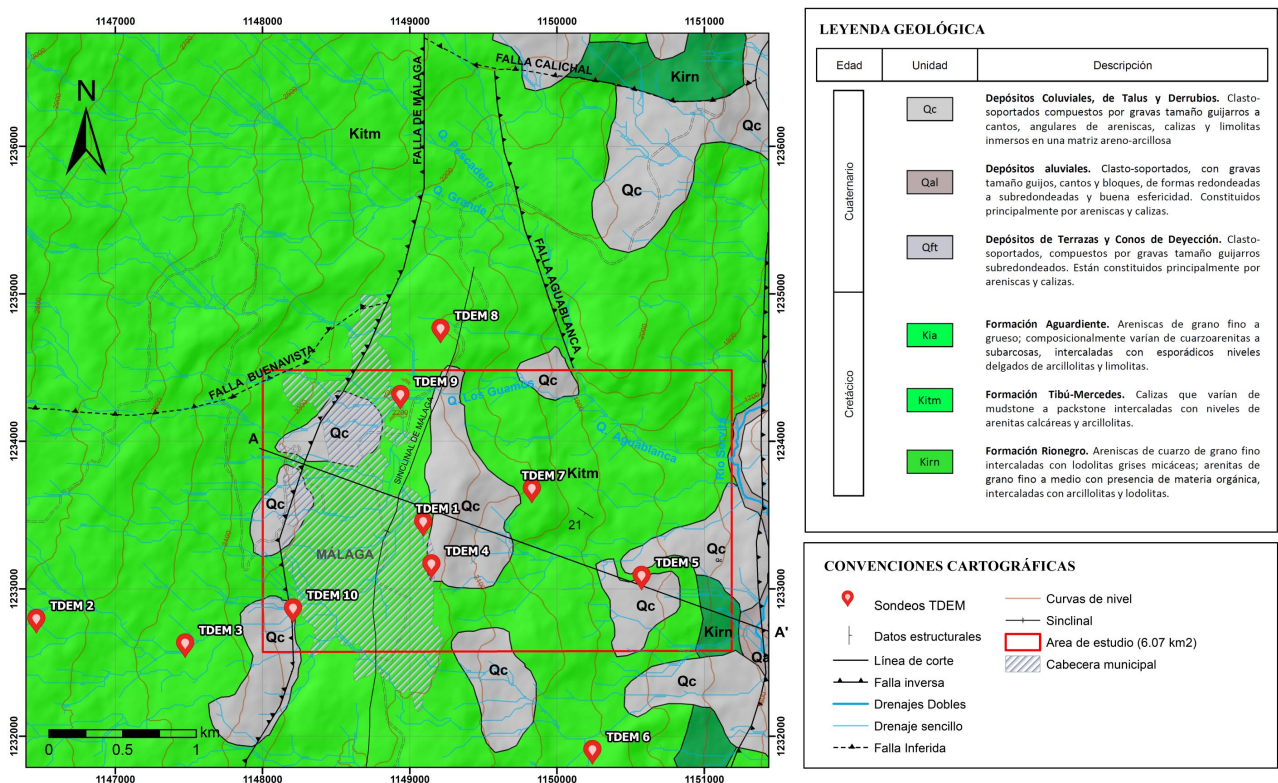 1148000
1149000
1150000
1151000
1236000
1235000
1234000
1233000
1232000
1236000
1235000
1234000
1233000
1232000
1147000
1148000
1149000
1150000
1151000
N
FALLA CALICHAL
Kirn
FALLA DE MÁLAGA
Kitm
Qc
Q. Pescadero
Q. Grande
Qc
FALLA AGUABLANCA
TDEM 8
FALLA BUENAVISTA
TDEM 9
Q. Los Guamos
Qc
Qc
A
SINCLINAL DE MÁLAGA
Q. Aguablanca
Río Servitá
TDEM 7
Kitm
Qc
Qc
TDEM 1
21
MÁLAGA
TDEM 4
Qc
Qc
TDEM 5
TDEM 10
TDEM 2
Qc
Qc
Kirn
A'
TDEM 3
Qc
Qc
Qa
TDEM 6
km
0
0.5
1
LEYENDA GEOLÓGICA
Edad
Unidad
Descripción
Cuaternario
Qc
Depósitos Coluviales, de Talus y Derrubios. Clasto-
soportados compuestos por gravas tamaño guijarros a
cantos, angulares de areniscas, calizas y limolitas
inmersos en una matriz areno-arcillosa
Qal
Depósitos aluviales. Clasto-soportados, con gravas
tamaño guijos, cantos y bloques, de formas redondeadas
a subredondeadas y buena esfericidad. Constituidos
principalmente por areniscas y calizas.
Qft
Depósitos de Terrazas y Conos de Deyección. Clasto-
soportados, compuestos por gravas tamaño guijarros
subredondeados. Están constituidos principalmente por
areniscas y calizas.
Cretácico
Kia
Formación Aguardiente. Areniscas de grano fino a
grueso; composicionalmente varían de cuarzoarenitas a
subarcosas, intercaladas con esporádicos niveles
delgados de arcillolitas y limolitas.
Kitm
Formación Tibú-Mercedes. Calizas que varían de
mudstone a packstone intercaladas con niveles de
arenitas calcáreas y arcillolitas.
Kirn
Formación Rionegro. Areniscas de cuarzo de grano fino
intercaladas con lodolitas grises micáceas; arenitas de
grano fino a medio con presencia de materia orgánica,
intercaladas con arcillolitas y lodolitas.
CONVENCIONES CARTOGRÁFICAS
Sondeos TDEM
Datos estructurales
Línea de corte
Falla inversa
Drenajes Dobles
Drenaje sencillo
Falla Inferida
Curvas de nivel
Sinclinal
Area de estudio (6.07 km2)
Cabecera municipal